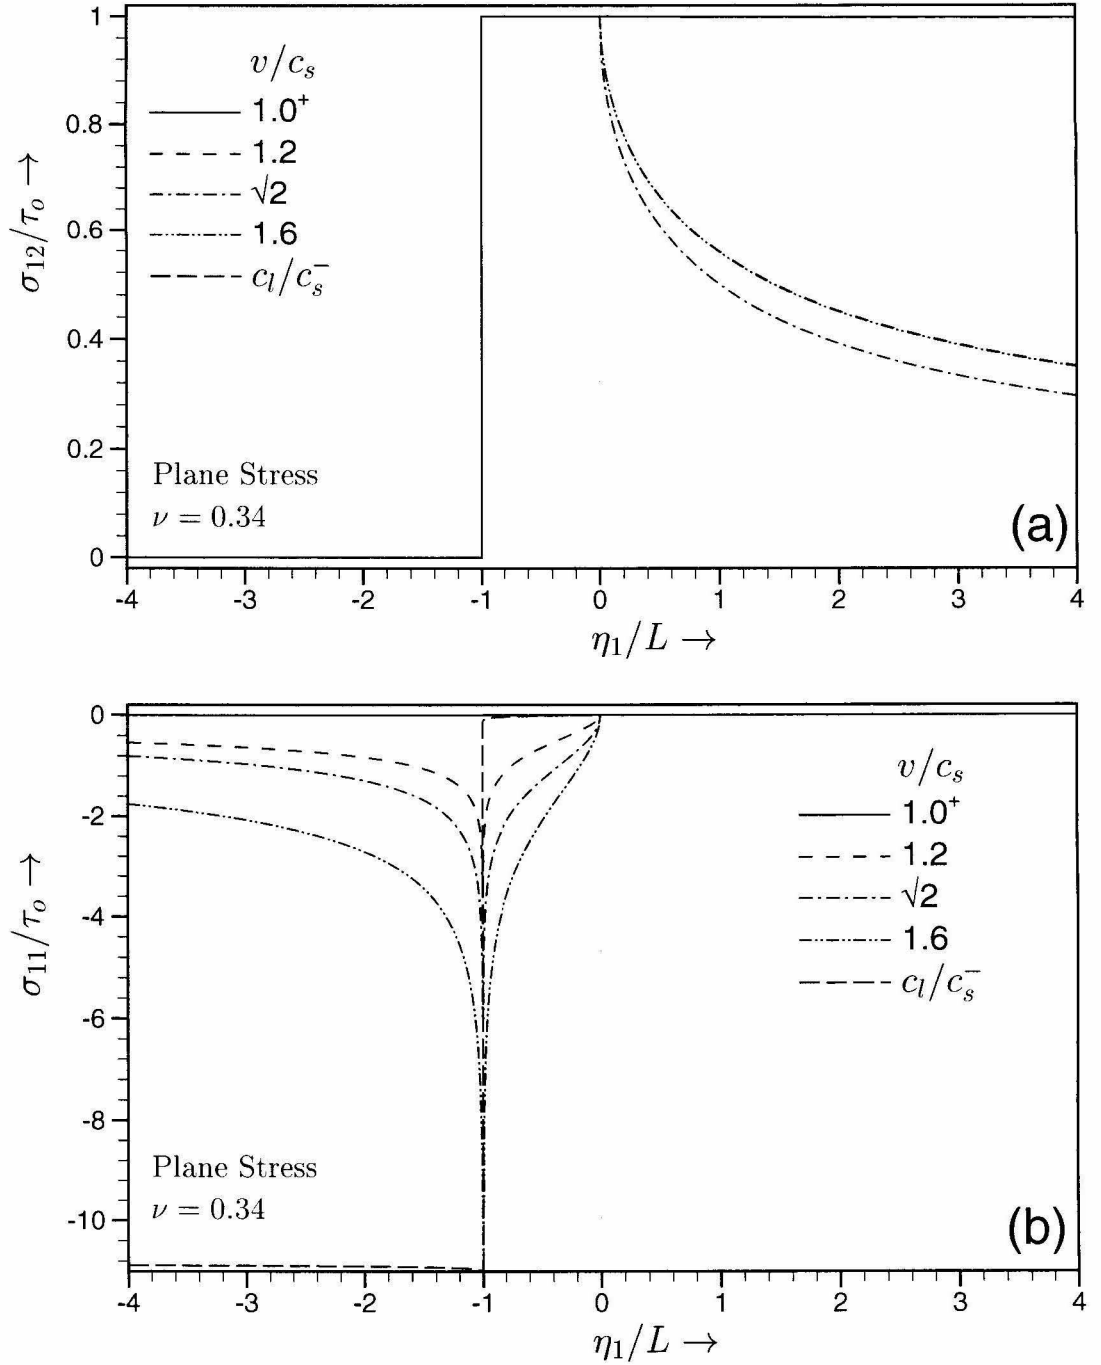 1
0.8
0.6
0.4
0.2
0
σ₁₂/τₒ →
v/cₛ
1.0⁺
1.2
√2
1.6
cₗ/cₛ⁻
Plane Stress
ν = 0.34
(a)
-4 -3 -2 -1 0 1 2 3 4
η₁/L →
0
-2
-4
-6
-8
-10
σ₁₁/τₒ →
v/cₛ
1.0⁺
1.2
√2
1.6
cₗ/cₛ⁻
Plane Stress
ν = 0.34
(b)
-4 -3 -2 -1 0 1 2 3 4
η₁/L →